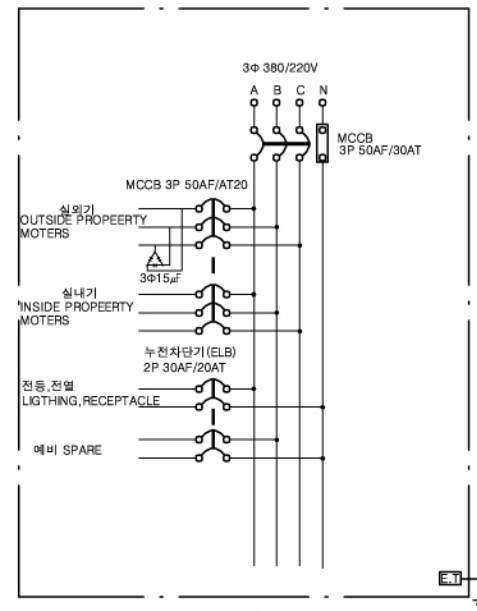 3Φ 380/220V
A B C N
MCCB
3P 50AF/30AT
MCCB 3P 50AF/AT20
실외기
OUTSIDE PROPEERTY
MOTERS
3Φ15㎌
실내기
INSIDE PROPEERTY
MOTERS
누전차단기(ELB)
2P 30AF/20AT
전등,전열
LIGTHING,RECEPTACLE
예비 SPARE
E.T